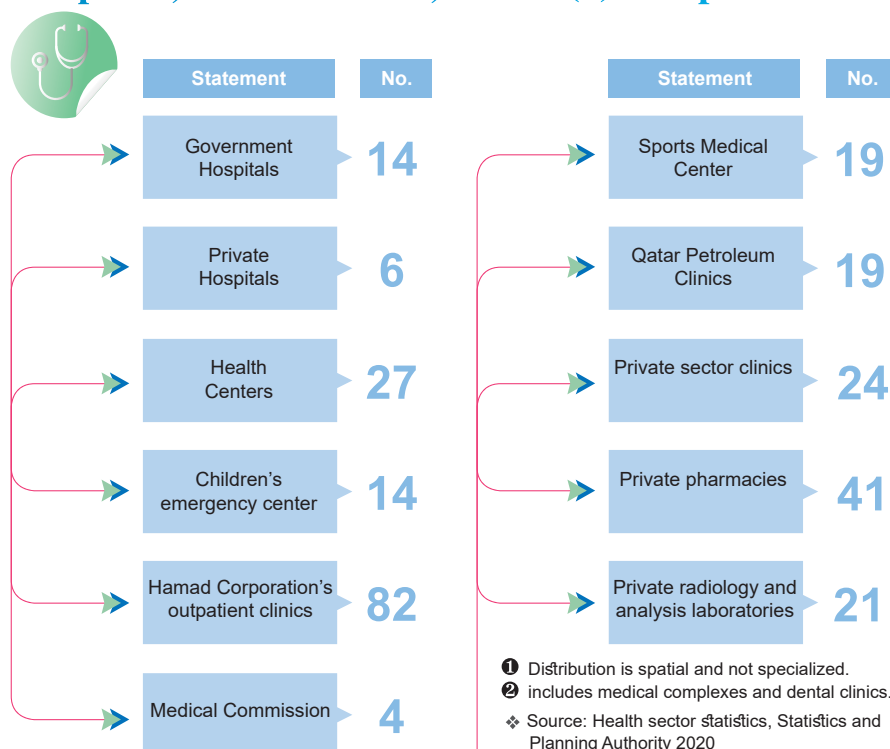 Statement No.
Government
Hospitals
14
Private
Hospitals
6
Health
Centers
27
Children’s
emergency center
14
Hamad Corporation’s
outpatient clinics
82
Medical Commission
4
Statement No.
Sports Medical
Center
19
Qatar Petroleum
Clinics
19
Private sector clinics
24
Private pharmacies
41
Private radiology and
analysis laboratories
21
❶ Distribution is spatial and not specialized.
❷ includes medical complexes and dental clinics.
❖ Source: Health sector statistics, Statistics and
Planning Authority 2020